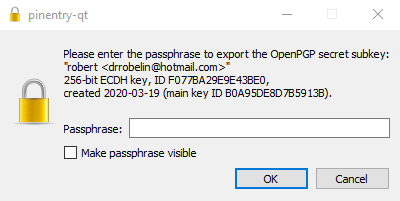 pinentry-qt
Please enter the passphrase to export the OpenPGP secret subkey:
"robert <drrobelin@hotmail.com>"
256-bit ECDH key, ID F077BA29E9E43BE0,
created 2020-03-19 (main key ID B0A95DE8D7B5913B).
Passphrase:
Make passphrase visible
OK Cancel